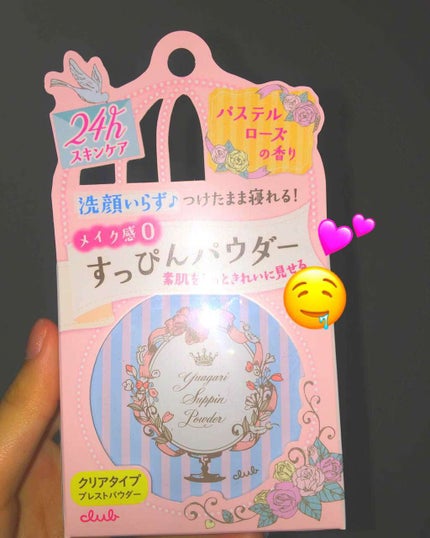 24h
スキンケア
パステル
ローズ
の香り
洗顔いらず♪つけたまま寝れる!
メイク感0
すっぴんパウダー
素肌を っときれいに見せる
Yuagari
Suppin
Powder
club
クリアタイプ
プレストパウダー
club